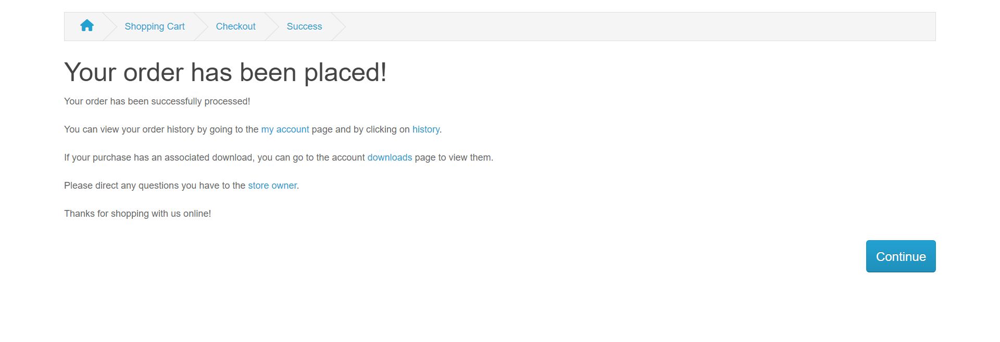 Shopping Cart Checkout Success
Your order has been placed!
Your order has been successfully processed!
You can view your order history by going to the my account page and by clicking on history.
If your purchase has an associated download, you can go to the account downloads page to view them.
Please direct any questions you have to the store owner.
Thanks for shopping with us online!
Continue